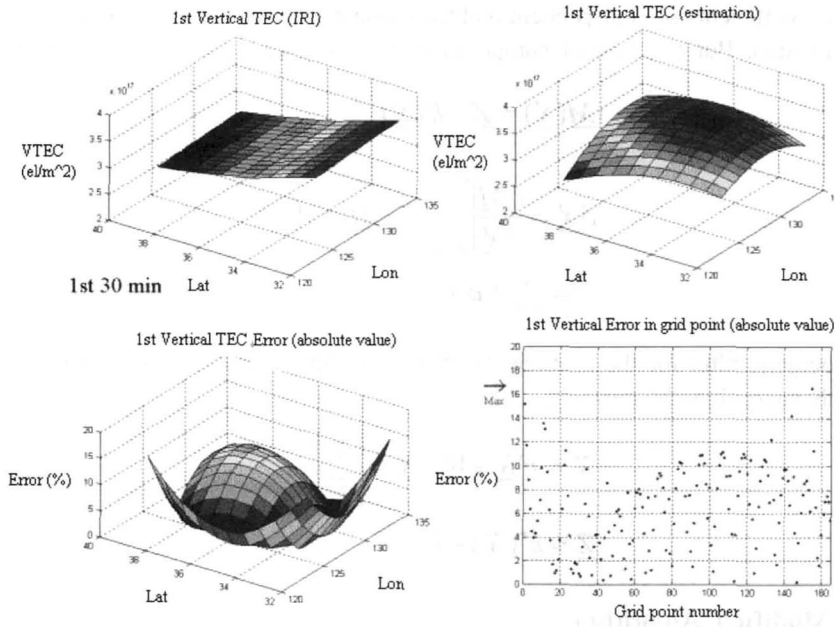 1st Vertical TEC (IRI)
x 10^17
4
3.5
3
2.5
2
VTEC
(el/m^2)
40
38
36
34
32
120
125
130
135
Lat
Lon
1st 30 min
1st Vertical TEC (estimation)
x 10^17
4
3.5
3
2.5
2
VTEC
(el/m^2)
40
38
36
34
32
120
125
130
Lat
Lon
1st Vertical TEC Error (absolute value)
20
15
10
5
0
Error (%)
40
38
36
34
32
120
125
130
135
Lat
Lon
1st Vertical Error in grid point (absolute value)
20
18
16
14
12
10
8
6
4
2
0
Max
Error (%)
0 20 40 60 80 100 120 140 160
Grid point number